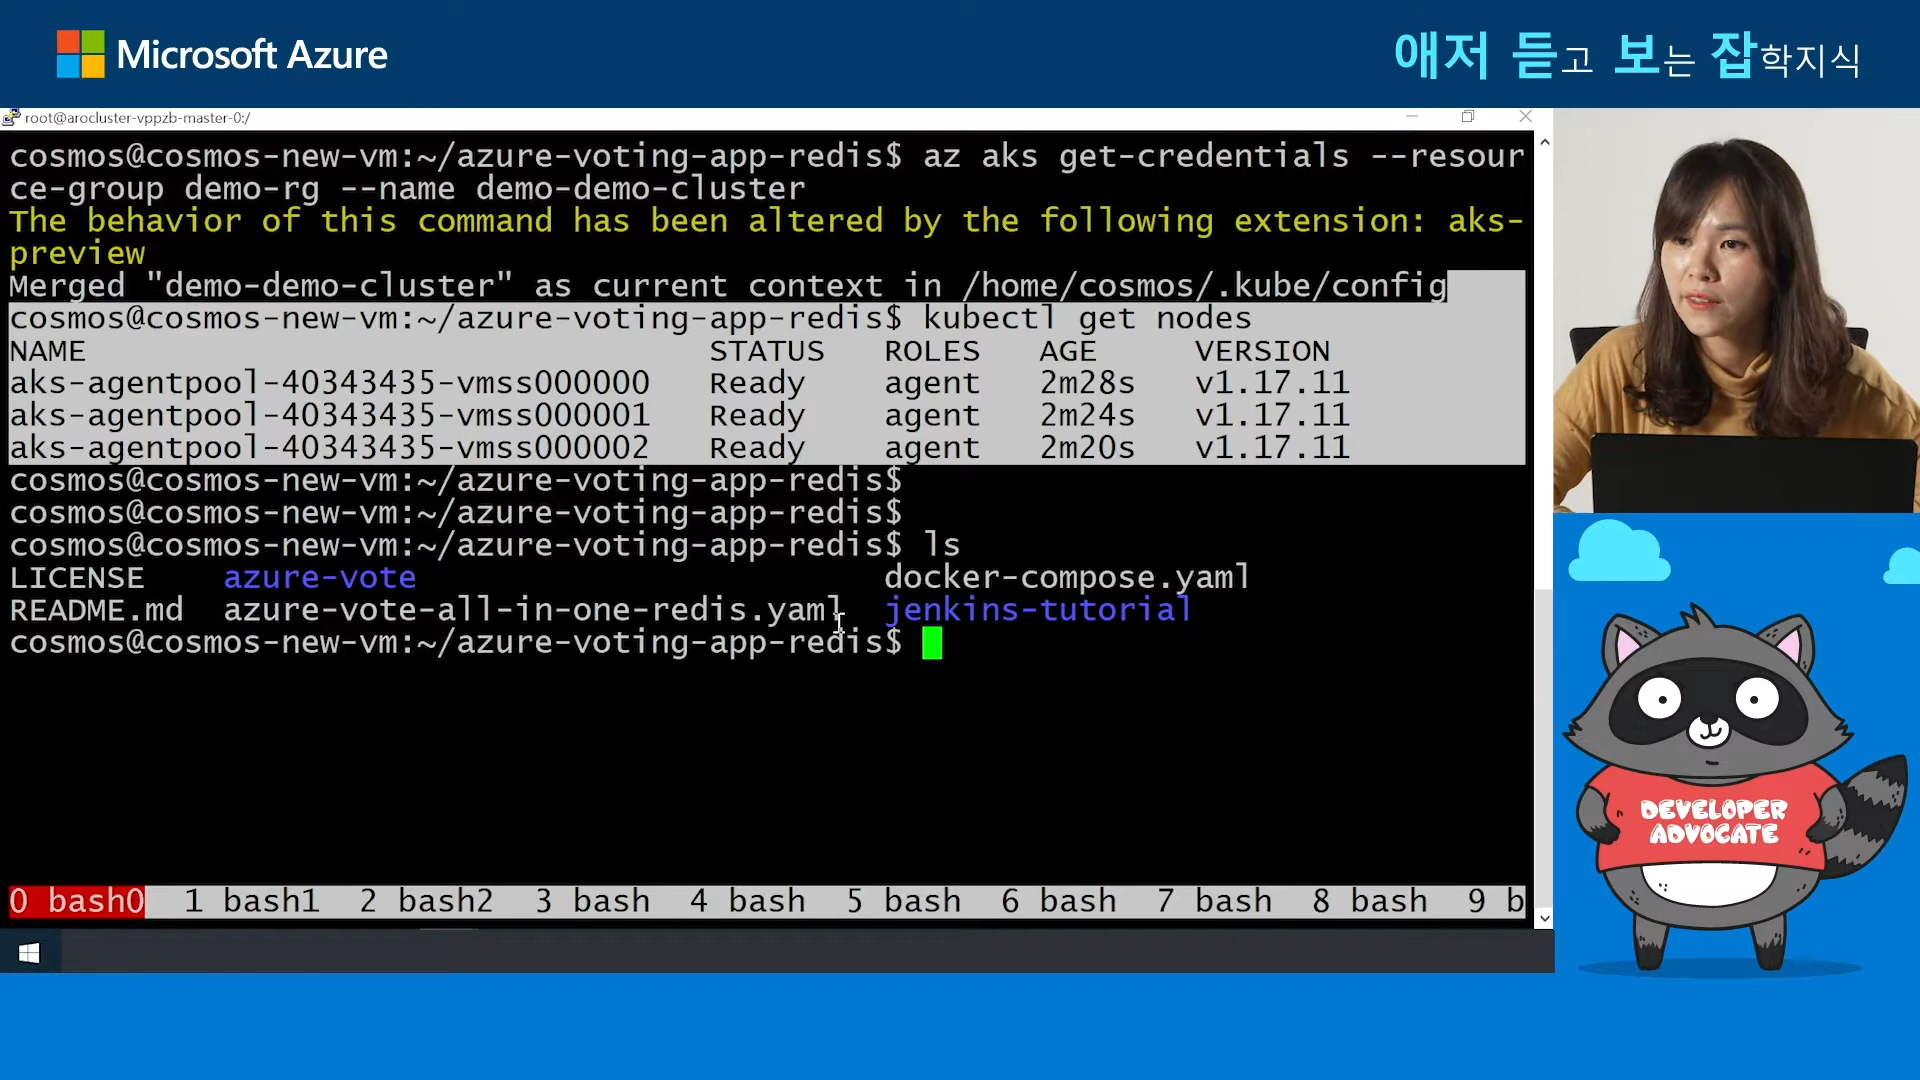 Microsoft Azure
애저 듣고 보는 잡학지식
root@arocluster-vppzb-master-0:/
cosmos@cosmos-new-vm:~/azure-voting-app-redis$ az aks get-credentials --resour
ce-group demo-rg --name demo-demo-cluster
The behavior of this command has been altered by the following extension: aks-
preview
Merged "demo-demo-cluster" as current context in /home/cosmos/.kube/config
cosmos@cosmos-new-vm:~/azure-voting-app-redis$ kubectl get nodes
NAME STATUS ROLES AGE VERSION
aks-agentpool-40343435-vmss000000 Ready agent 2m28s v1.17.11
aks-agentpool-40343435-vmss000001 Ready agent 2m24s v1.17.11
aks-agentpool-40343435-vmss000002 Ready agent 2m20s v1.17.11
cosmos@cosmos-new-vm:~/azure-voting-app-redis$
cosmos@cosmos-new-vm:~/azure-voting-app-redis$
cosmos@cosmos-new-vm:~/azure-voting-app-redis$ ls
LICENSE azure-vote docker-compose.yaml
README.md azure-vote-all-in-one-redis.yaml jenkins-tutorial
cosmos@cosmos-new-vm:~/azure-voting-app-redis$
0 bash0 1 bash1 2 bash2 3 bash 4 bash 5 bash 6 bash 7 bash 8 bash 9 b
DEVELOPER
ADVOCATE